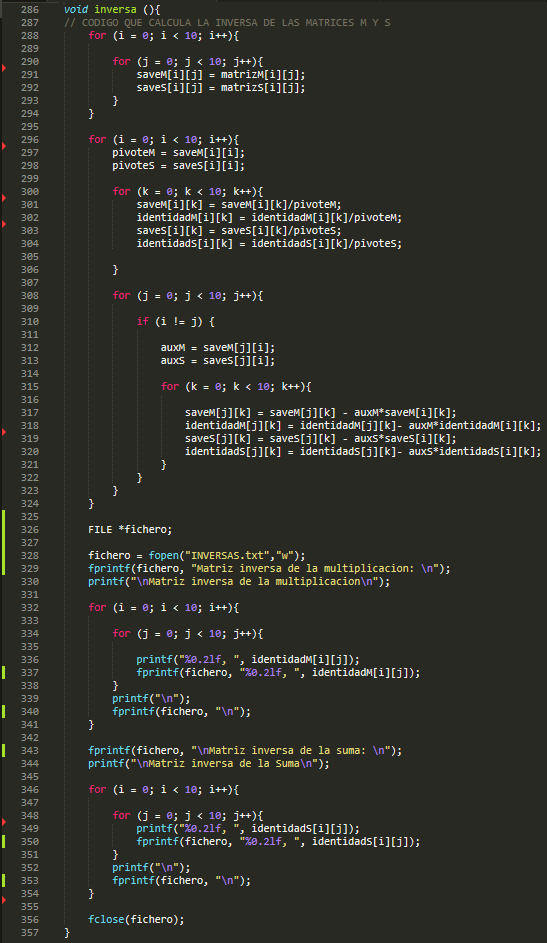 286 void inversa (){
287 // CODIGO QUE CALCULA LA INVERSA DE LAS MATRICES M Y S
288 for (i = 0; i < 10; i++){
289
290 for (j = 0; j < 10; j++){
291 saveM[i][j] = matrizM[i][j];
292 saveS[i][j] = matrizS[i][j];
293 }
294 }
295
296 for (i = 0; i < 10; i++){
297 pivoteM = saveM[i][i];
298 pivoteS = saveS[i][i];
299
300 for (k = 0; k < 10; k++){
301 saveM[i][k] = saveM[i][k]/pivoteM;
302 identidadM[i][k] = identidadM[i][k]/pivoteM;
303 saveS[i][k] = saveS[i][k]/pivoteS;
304 identidadS[i][k] = identidadS[i][k]/pivoteS;
305
306 }
307
308 for (j = 0; j < 10; j++){
309
310 if (i != j) {
311
312 auxM = saveM[j][i];
313 auxS = saveS[j][i];
314
315 for (k = 0; k < 10; k++){
316
317 saveM[j][k] = saveM[j][k] - auxM*saveM[i][k];
318 identidadM[j][k] = identidadM[j][k]- auxM*identidadM[i][k];
319 saveS[j][k] = saveS[j][k] - auxS*saveS[i][k];
320 identidadS[j][k] = identidadS[j][k]- auxS*identidadS[i][k];
321 }
322 }
323 }
324 }
325
326 FILE *fichero;
327
328 fichero = fopen("INVERSAS.txt","w");
329 fprintf(fichero, "Matriz inversa de la multiplicacion: \n");
330 printf("\nMatriz inversa de la multiplicacion\n");
331
332 for (i = 0; i < 10; i++){
333
334 for (j = 0; j < 10; j++){
335
336 printf("%0.2lf, ", identidadM[i][j]);
337 fprintf(fichero, "%0.2lf, ", identidadM[i][j]);
338 }
339 printf("\n");
340 fprintf(fichero, "\n");
341 }
342
343 fprintf(fichero, "\nMatriz inversa de la suma: \n");
344 printf("\nMatriz inversa de la Suma\n");
345
346 for (i = 0; i < 10; i++){
347
348 for (j = 0; j < 10; j++){
349 printf("%0.2lf, ", identidadS[i][j]);
350 fprintf(fichero, "%0.2lf, ", identidadS[i][j]);
351 }
352 printf("\n");
353 fprintf(fichero, "\n");
354 }
355
356 fclose(fichero);
357 }